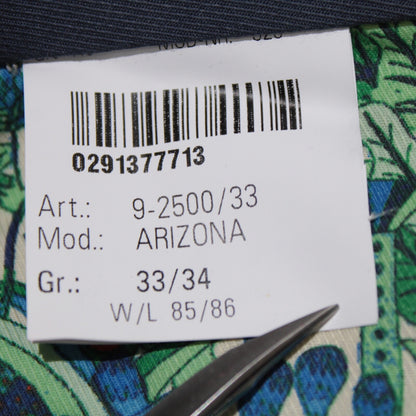 0291377713
Art.: 9-2500/33
Mod.: ARIZONA
Gr.: 33/34
W/L 85/86